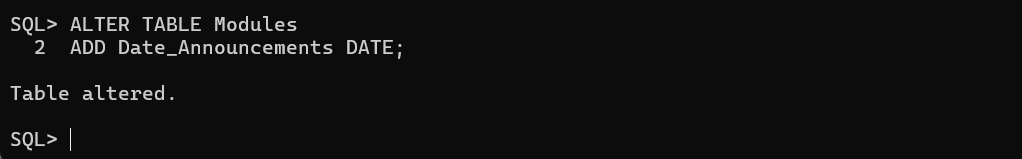 SQL> ALTER TABLE Modules
2 ADD Date_Announcements DATE;
Table altered.
SQL>